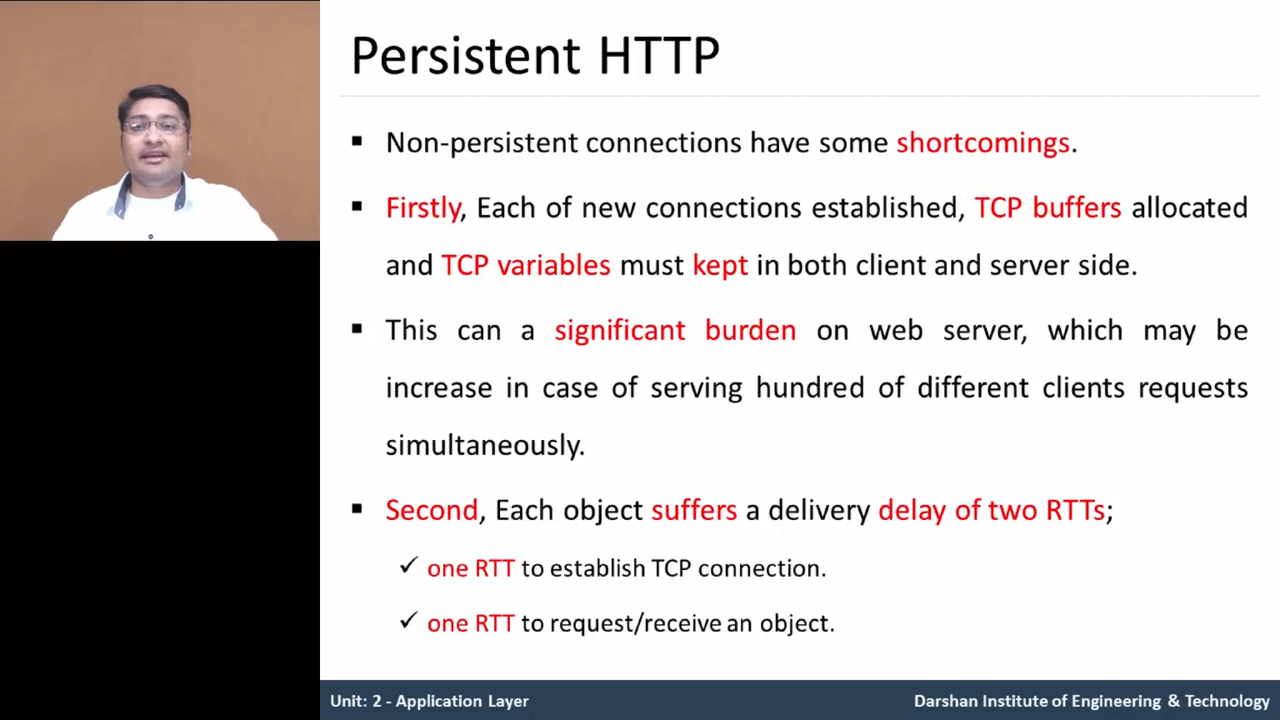 Persistent HTTP
▪ Non-persistent connections have some shortcomings.
▪ Firstly, Each of new connections established, TCP buffers allocated
and TCP variables must kept in both client and server side.
▪ This can a significant burden on web server, which may be
increase in case of serving hundred of different clients requests
simultaneously.
▪ Second, Each object suffers a delivery delay of two RTTs;
✓ one RTT to establish TCP connection.
✓ one RTT to request/receive an object.
Unit: 2 - Application Layer
Darshan Institute of Engineering & Technology